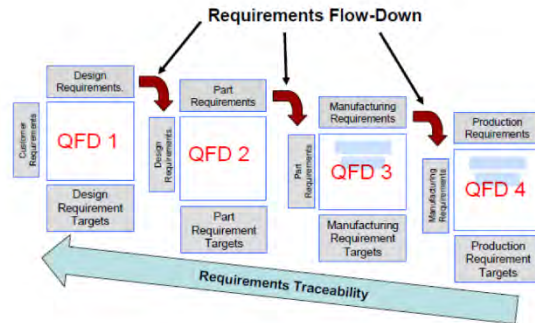 Requirements Flow-Down
Design
Requirements.
Customer
Requirements
QFD 1
Design
Requirement
Targets
Part
Requirements
Design
Requirements
QFD 2
Part
Requirement
Targets
Manufacturing
Requirements
Part
Requirements
QFD 3
Manufacturing
Requirement
Targets
Production
Requirements
Manufacturing
Requirements
QFD 4
Production
Requirement
Targets
Requirements Traceability